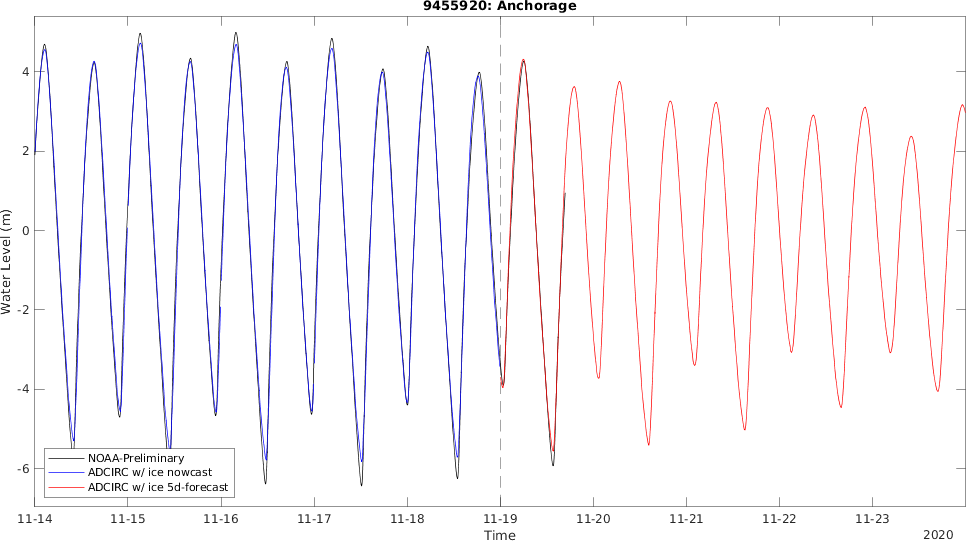 9455920: Anchorage
Water Level (m)
4
2
0
-2
-4
-6
NOAA-Preliminary
ADCIRC w/ ice nowcast
ADCIRC w/ ice 5d-forecast
11-14 11-15 11-16 11-17 11-18 11-19 11-20 11-21 11-22 11-23
Time
2020